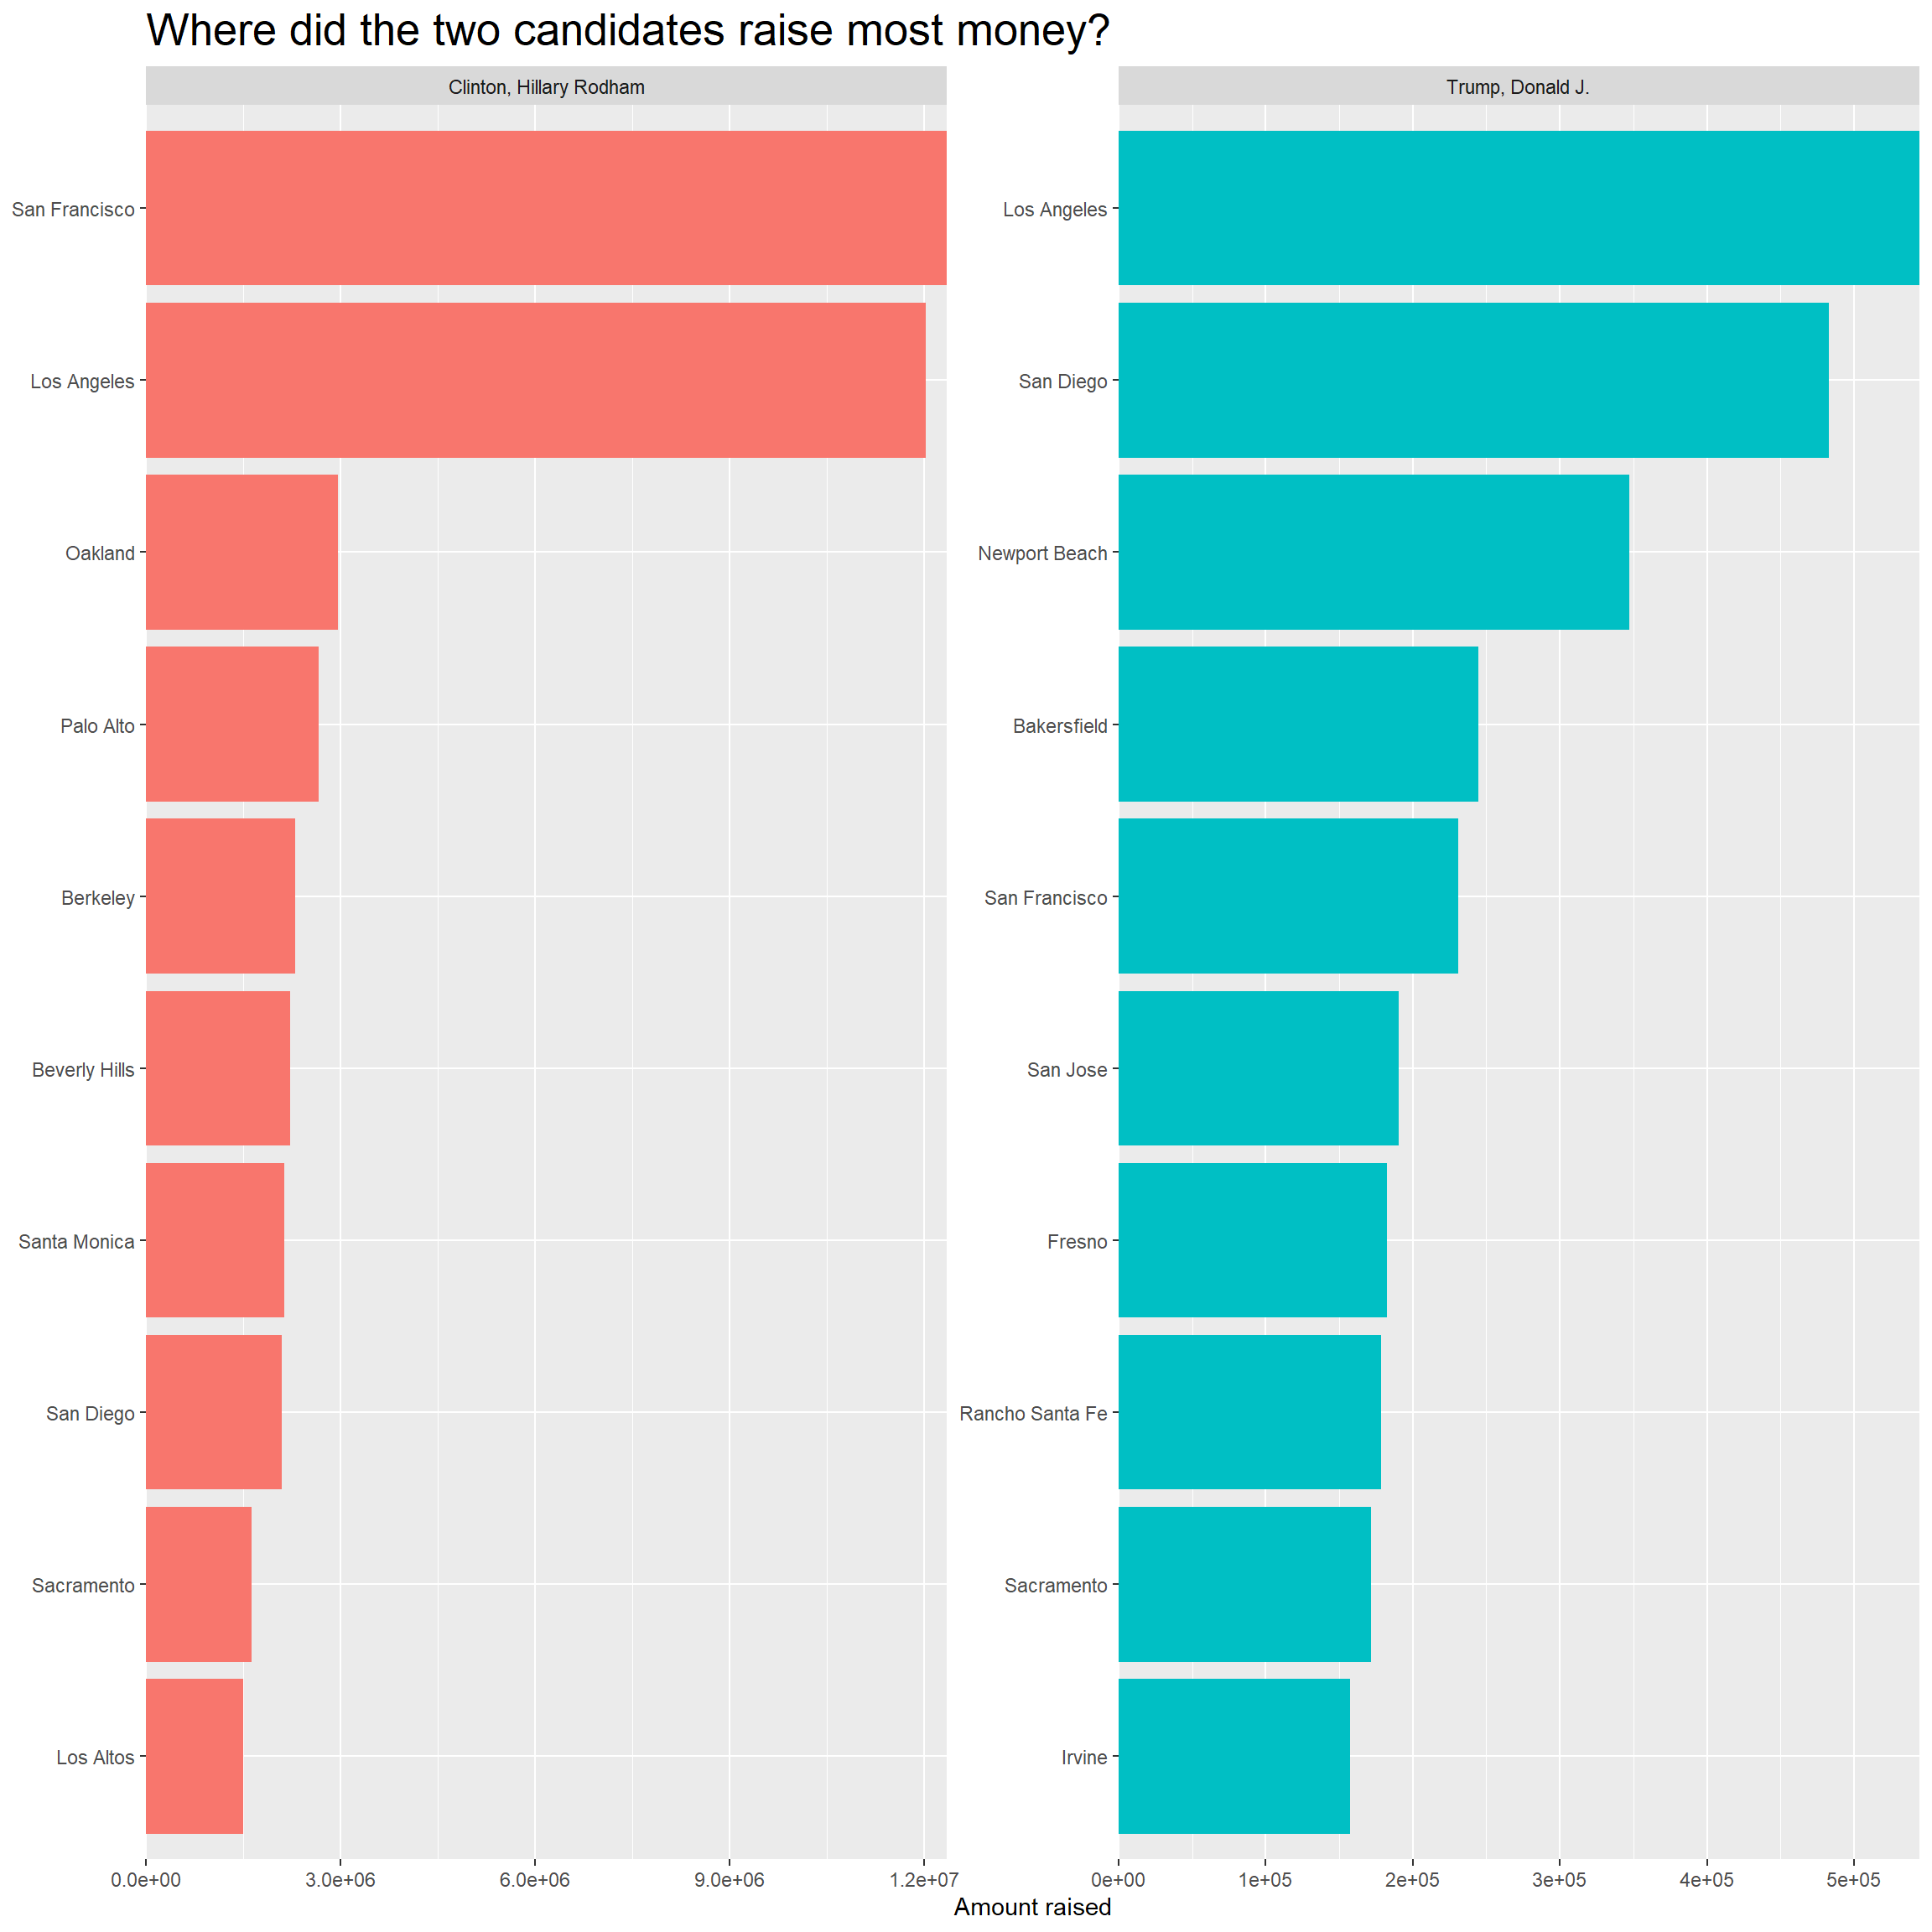 Where did the two candidates raise most money?
Clinton, Hillary Rodham
San Francisco
Los Angeles
Oakland
Palo Alto
Berkeley
Beverly Hills
Santa Monica
San Diego
Sacramento
Los Altos
0.0e+00 3.0e+06 6.0e+06 9.0e+06 1.2e+07
Trump, Donald J.
Los Angeles
San Diego
Newport Beach
Bakersfield
San Francisco
San Jose
Fresno
Rancho Santa Fe
Sacramento
Irvine
0e+00 1e+05 2e+05 3e+05 4e+05 5e+05
Amount raised